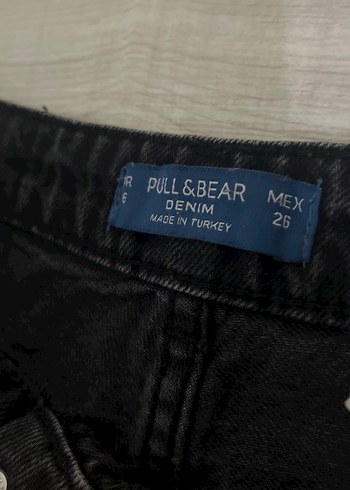 PULL & BEAR
DENIM
MADE IN TURKEY
MEX
26